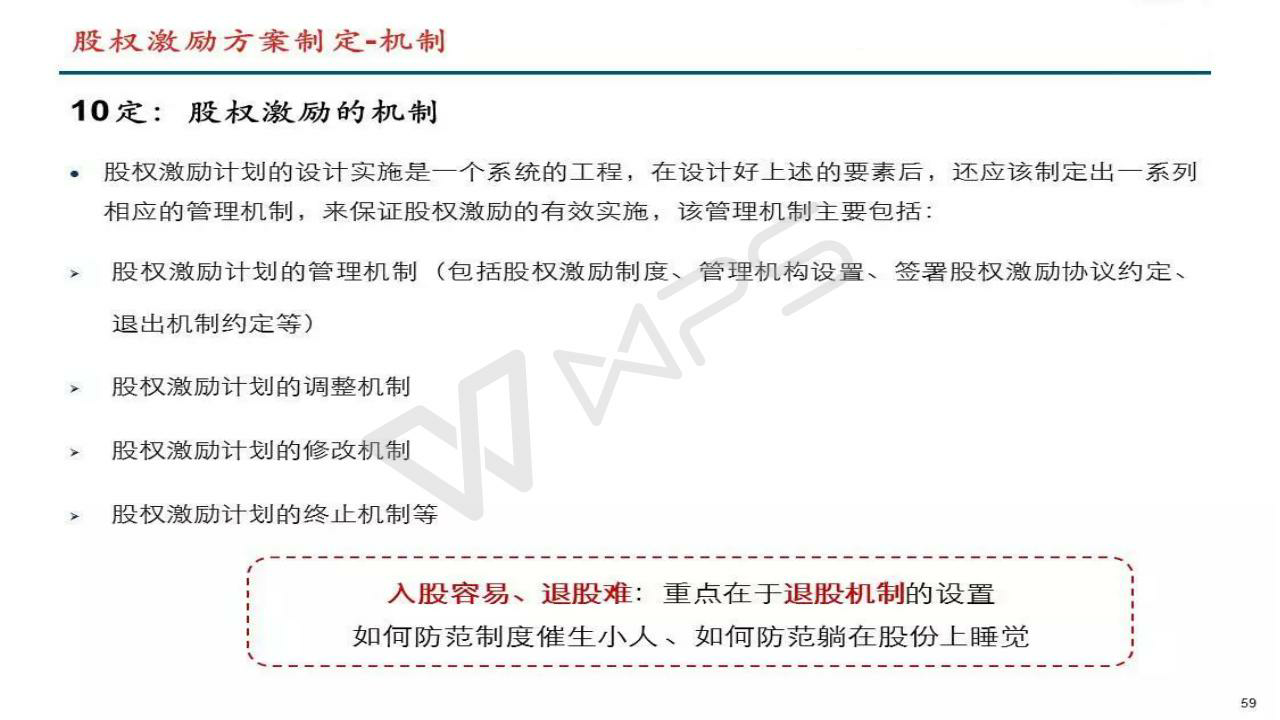 股权激励方案制定-机制
10定： 股权激励的机制
• 股权激励计划的设计实施是一个系统的工程，在设计好上述的要素后，还应该制定出一系列
相应的管理机制，来保证股权激励的有效实施，该管理机制主要包括：
➢ 股权激励计划的管理机制（包括股权激励制度、管理机构设置、签署股权激励协议约定、
退出机制约定等）
➢ 股权激励计划的调整机制
➢ 股权激励计划的修改机制
➢ 股权激励计划的终止机制等
入股容易、退股难：重点在于退股机制的设置
如何防范制度催生小人、如何防范躺在股份上睡觉
WPS
59